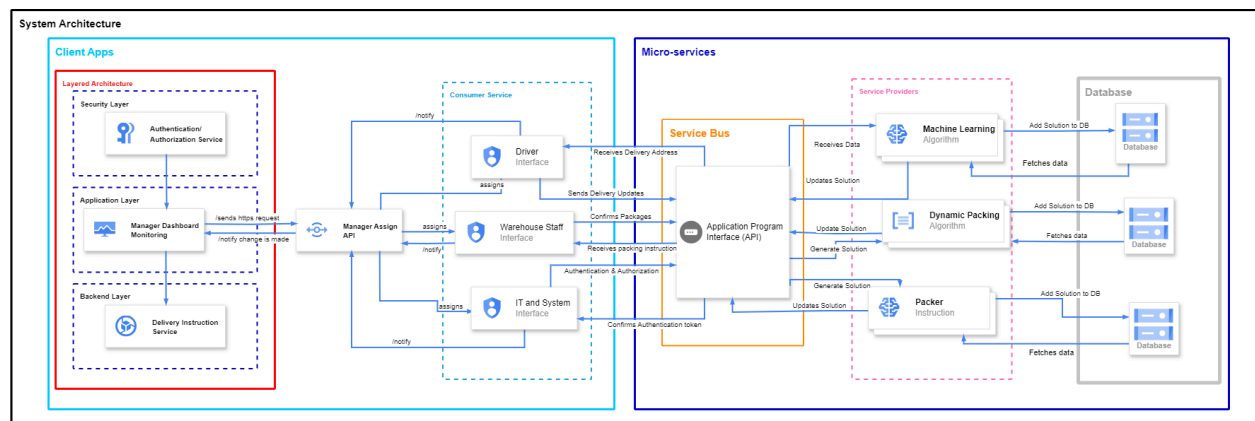 System Architecture
Client Apps
Layered Architecture
Security Layer
Authentication/
Authorization Service
Application Layer
Manager Dashboard
Monitoring
Backend Layer
Delivery Instruction
Service
/sends https request
/notify change is made
Manager Assign
API
/notify
assigns
assigns
/notify
assigns
/notify
Consumer Service
Driver
Interface
Warehouse Staff
Interface
IT and System
Interface
Receives Delivery Address
Sends Delivery Updates
Confirms Packages
Receives packing instruction
Authentication & Authorization
Confirms Authentication token
Micro-services
Service Bus
Application Program
Interface (API)
Receives Data
Updates Solution
Update Solution
Generate Solution
Generate Solution
Updates Solution
Service Providers
Machine Learning
Algorithm
Dynamic Packing
Algorithm
Packer
Instruction
Add Solution to DB
Fetches data
Add Solution to DB
Fetches data
Add Solution to DB
Fetches data
Database
Database
Database
Database